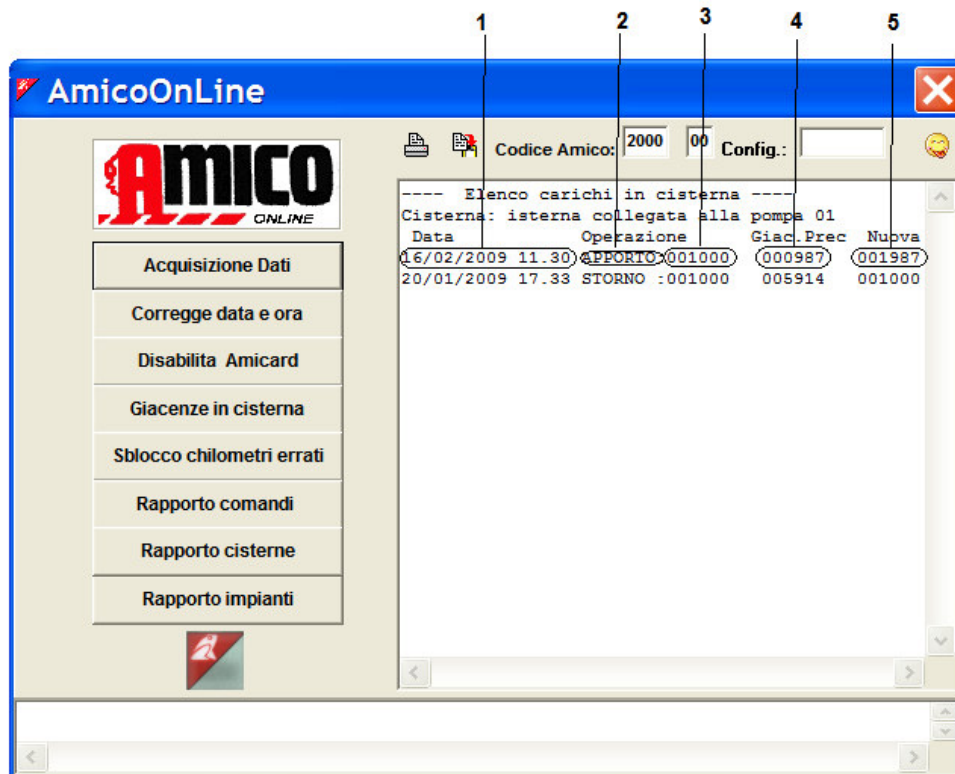 1 2 3 4 5
AmicoOnLine
AMICO
ONLINE
Codice Amico: 2000 00 Config.:
---- Elenco carichi in cisterna ----
Cisterna: isterna collegata alla pompa 01
Data Operazione Giac.Prec Nuova
16/02/2009 11.30 APPORTO:001000 000987 001987
20/01/2009 17.33 STORNO :001000 005914 001000
Acquisizione Dati
Corregge data e ora
Disabilita Amicard
Giacenze in cisterna
Sblocco chilometri errati
Rapporto comandi
Rapporto cisterne
Rapporto impianti